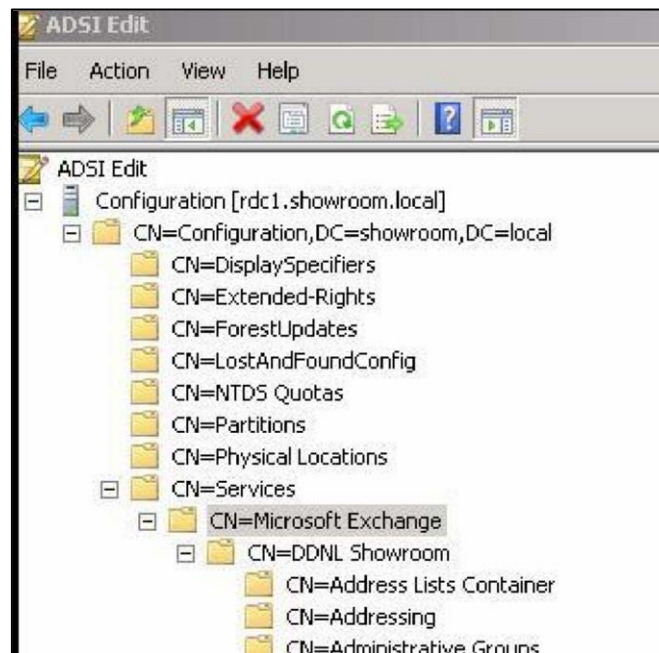 ADSI Edit
File Action View Help
ADSI Edit
Configuration [rdc1.showroom.local]
CN=Configuration,DC=showroom,DC=local
CN=DisplaySpecifiers
CN=Extended-Rights
CN=ForestUpdates
CN=LostAndFoundConfig
CN=NTDS Quotas
CN=Partitions
CN=Physical Locations
CN=Services
CN=Microsoft Exchange
CN=DDNL Showroom
CN=Address Lists Container
CN=Addressing
CN=Administrative Groups